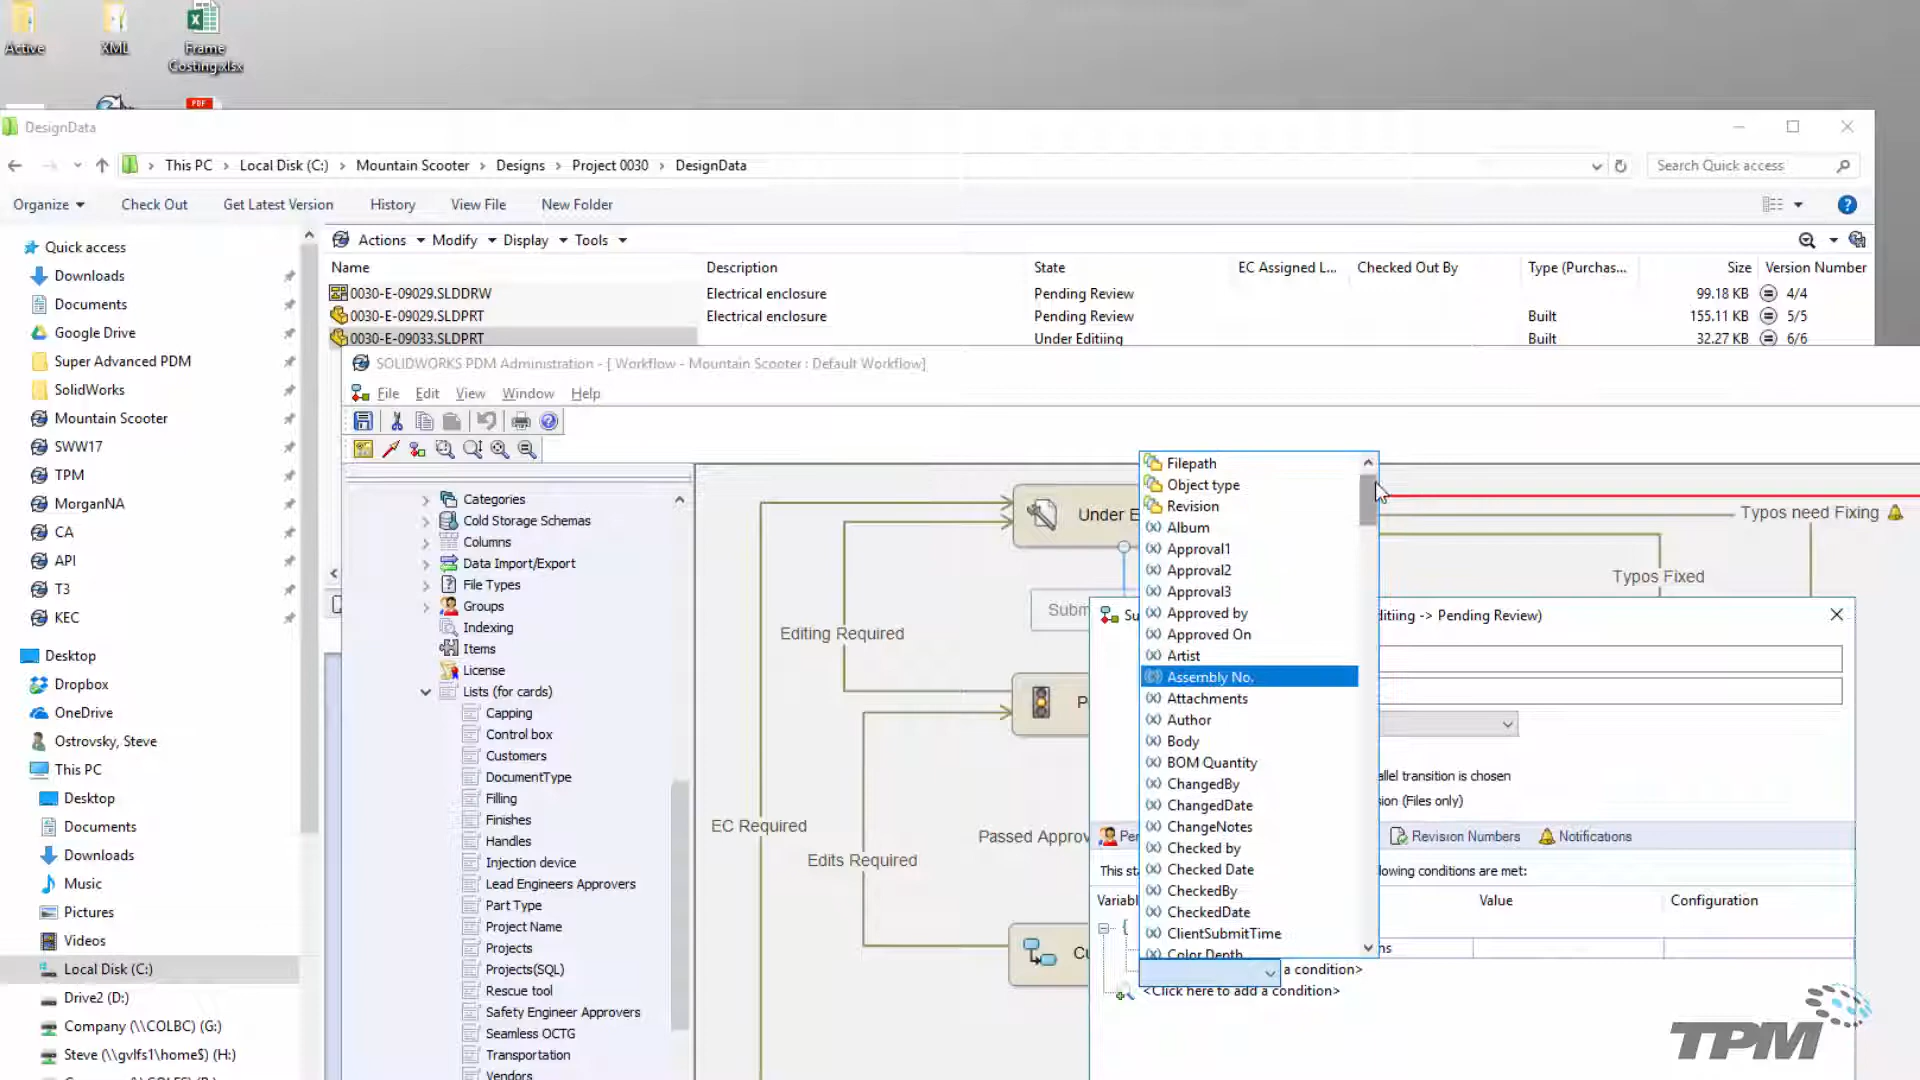 Active
XML
Frame
Costing.xlsx
PDF
DesignData
This PC
Local Disk (C:)
Mountain Scooter
Designs
Project 0030
DesignData
Search Quick access
Organize
Check Out
Get Latest Version
History
View File
New Folder
Quick access
Downloads
Documents
Google Drive
Super Advanced PDM
SolidWorks
Mountain Scooter
SWW17
TPM
MorganNA
CA
API
T3
KEC
Desktop
Dropbox
OneDrive
Ostrovsky, Steve
This PC
Desktop
Documents
Downloads
Music
Pictures
Videos
Local Disk (C:)
Drive2 (D:)
Company (\\COLBC) (G:)
Steve (\\gvlfs1\home$) (H:)
Actions
Modify
Display
Tools
Name Description State EC Assigned L... Checked Out By Type (Purchas... Size Version Number
0030-E-09029.SLDDRW Electrical enclosure Pending Review 99.18 KB 4/4
0030-E-09029.SLDPRT Electrical enclosure Pending Review Built 155.11 KB 5/5
0030-E-09033.SLDPRT Under Editiing Built 32.27 KB 6/6
SOLIDWORKS PDM Administration - [ Workflow - Mountain Scooter : Default Workflow]
File Edit View Window Help
Categories
Cold Storage Schemas
Columns
Data Import/Export
File Types
Groups
Indexing
Items
License
Lists (for cards)
Capping
Control box
Customers
DocumentType
Filling
Finishes
Handles
Injection device
Lead Engineers Approvers
Part Type
Project Name
Projects
Projects(SQL)
Rescue tool
Safety Engineer Approvers
Seamless OCTG
Transportation
Vendors
Under E
Subm
Editing Required
P
EC Required
Passed Approv
Edits Required
Cu
Typos need Fixing
Typos Fixed
Filepath
Object type
Revision
Album
Approval1
Approval2
Approval3
Approved by
Approved On
Artist
Assembly No.
Attachments
Author
Body
BOM Quantity
ChangedBy
ChangedDate
ChangeNotes
Checked by
Checked Date
CheckedBy
CheckedDate
ClientSubmitTime
Color Depth
Su
ditiing -> Pending Review)
allel transition is chosen
sion (Files only)
Per
Revision Numbers
Notifications
This sta
lowing conditions are met:
Variabl
Value
Configuration
{
ns
a condition>
<Click here to add a condition>
TPM